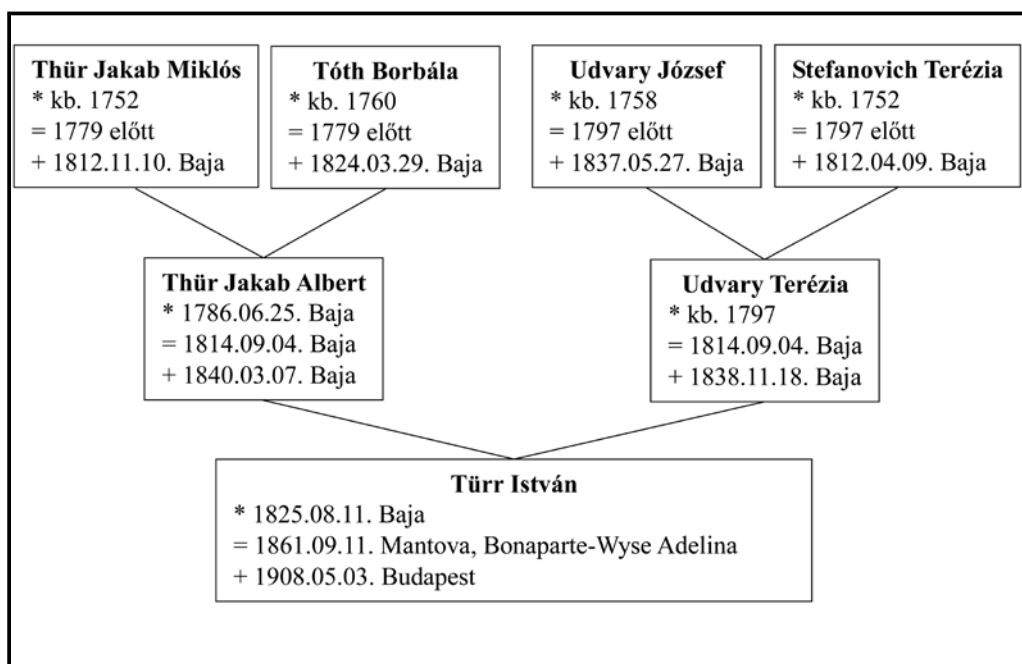 Thür Jakab Miklós
* kb. 1752
= 1779 előtt
+ 1812.11.10. Baja
Tóth Borbála
* kb. 1760
= 1779 előtt
+ 1824.03.29. Baja
Udvary József
* kb. 1758
= 1797 előtt
+ 1837.05.27. Baja
Stefanovich Terézia
* kb. 1752
= 1797 előtt
+ 1812.04.09. Baja
Thür Jakab Albert
* 1786.06.25. Baja
= 1814.09.04. Baja
+ 1840.03.07. Baja
Udvary Terézia
* kb. 1797
= 1814.09.04. Baja
+ 1838.11.18. Baja
Türr István
* 1825.08.11. Baja
= 1861.09.11. Mantova, Bonaparte-Wyse Adelina
+ 1908.05.03. Budapest